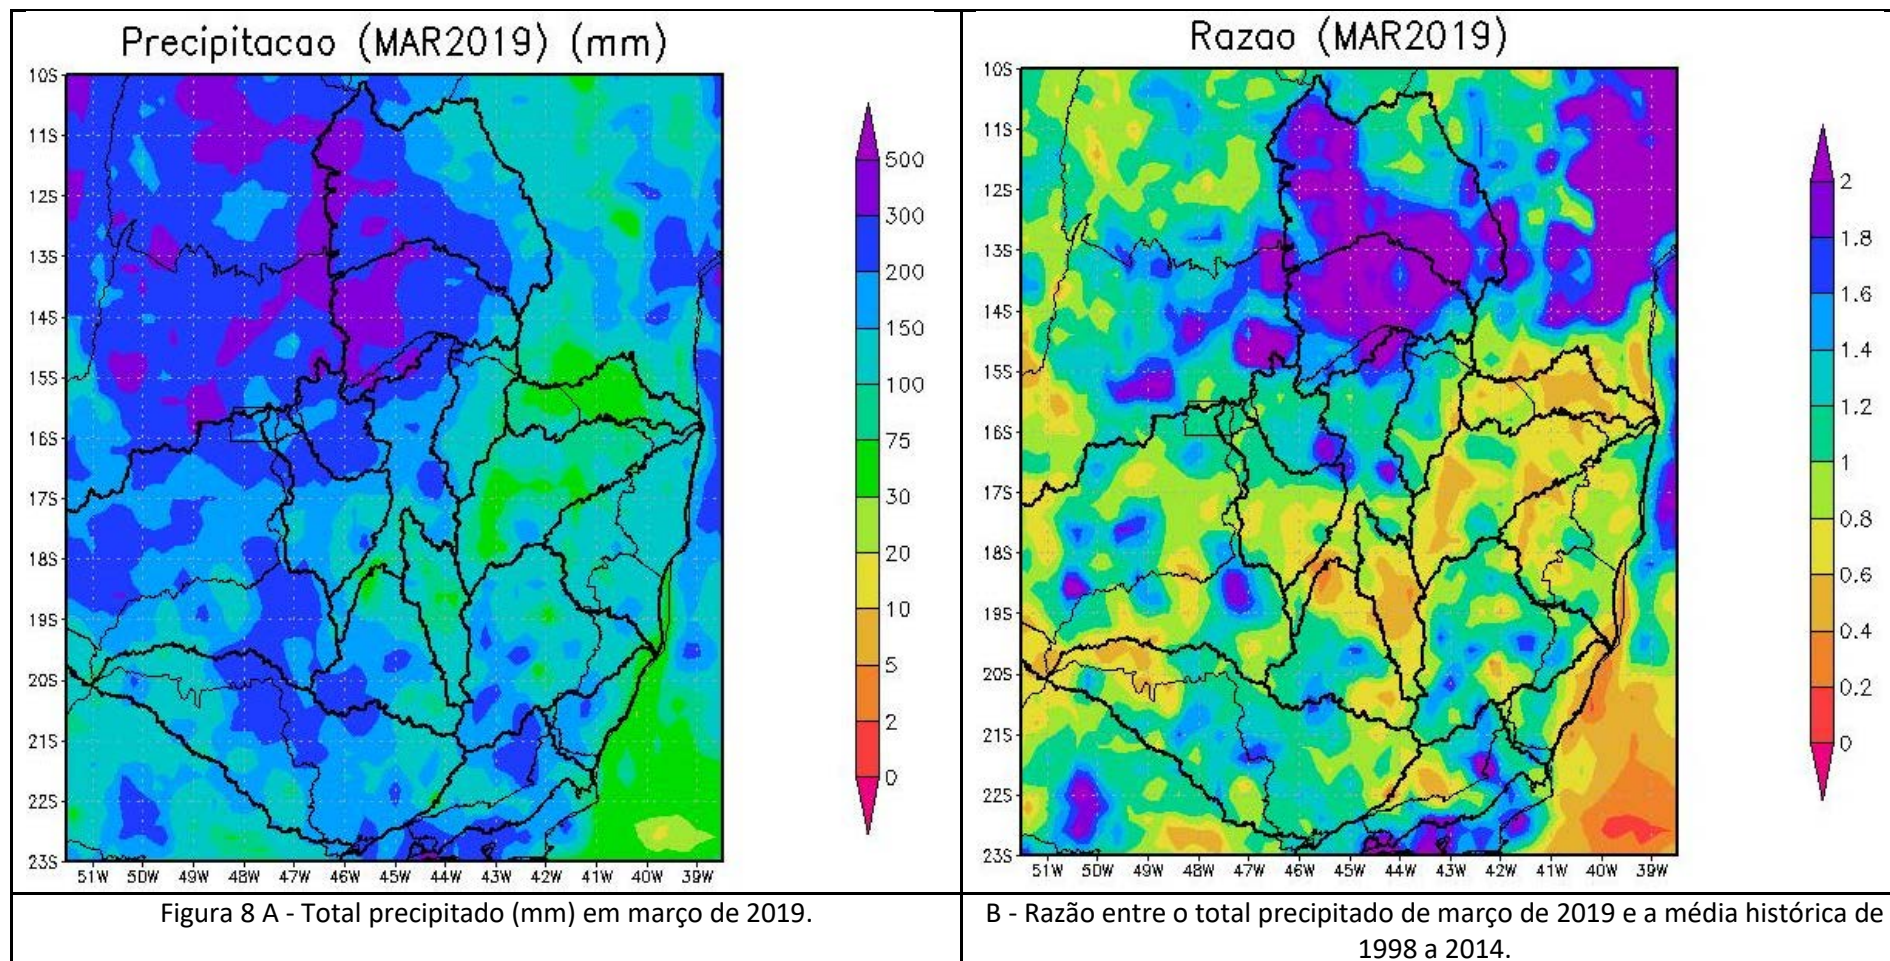 Precipitacao (MAR2019) (mm)
10S
11S
12S
13S
14S
15S
16S
17S
18S
19S
20S
21S
22S
23S
51W 50W 49W 48W 47W 46W 45W 44W 43W 42W 41W 40W 39W
500
300
200
150
100
75
30
20
10
5
2
0
Figura 8 A - Total precipitado (mm) em março de 2019.
Razao (MAR2019)
10S
11S
12S
13S
14S
15S
16S
17S
18S
19S
20S
21S
22S
23S
51W 50W 49W 48W 47W 46W 45W 44W 43W 42W 41W 40W 39W
2
1.8
1.6
1.4
1.2
1
0.8
0.6
0.4
0.2
0
B - Razão entre o total precipitado de março de 2019 e a média histórica de
1998 a 2014.